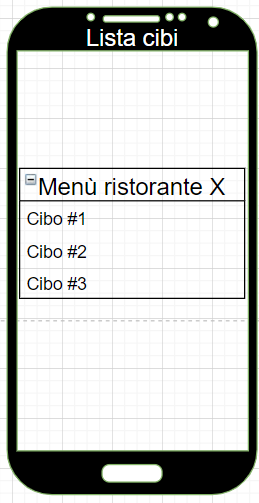 Lista cibi
Menù ristorante X
Cibo #1
Cibo #2
Cibo #3